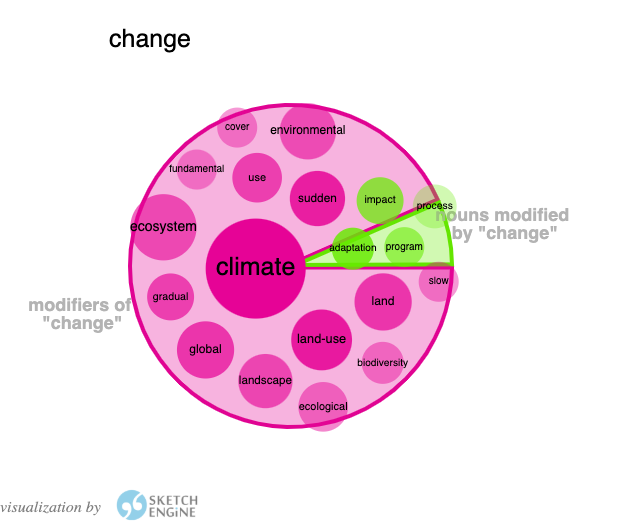 change
cover
environmental
fundamental
use
sudden
impact
process
ecosystem
nouns modified
by "change"
adaptation
program
climate
slow
gradual
land
modifiers of
"change"
global
land-use
biodiversity
landscape
ecological
visualization by
SKETCH
ENGINE